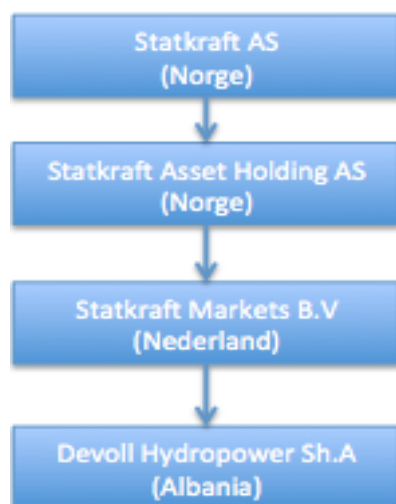 Statkraft AS
(Norge)
Statkraft Asset Holding AS
(Norge)
Statkraft Markets B.V
(Nederland)
Devoll Hydropower Sh.A
(Albania)